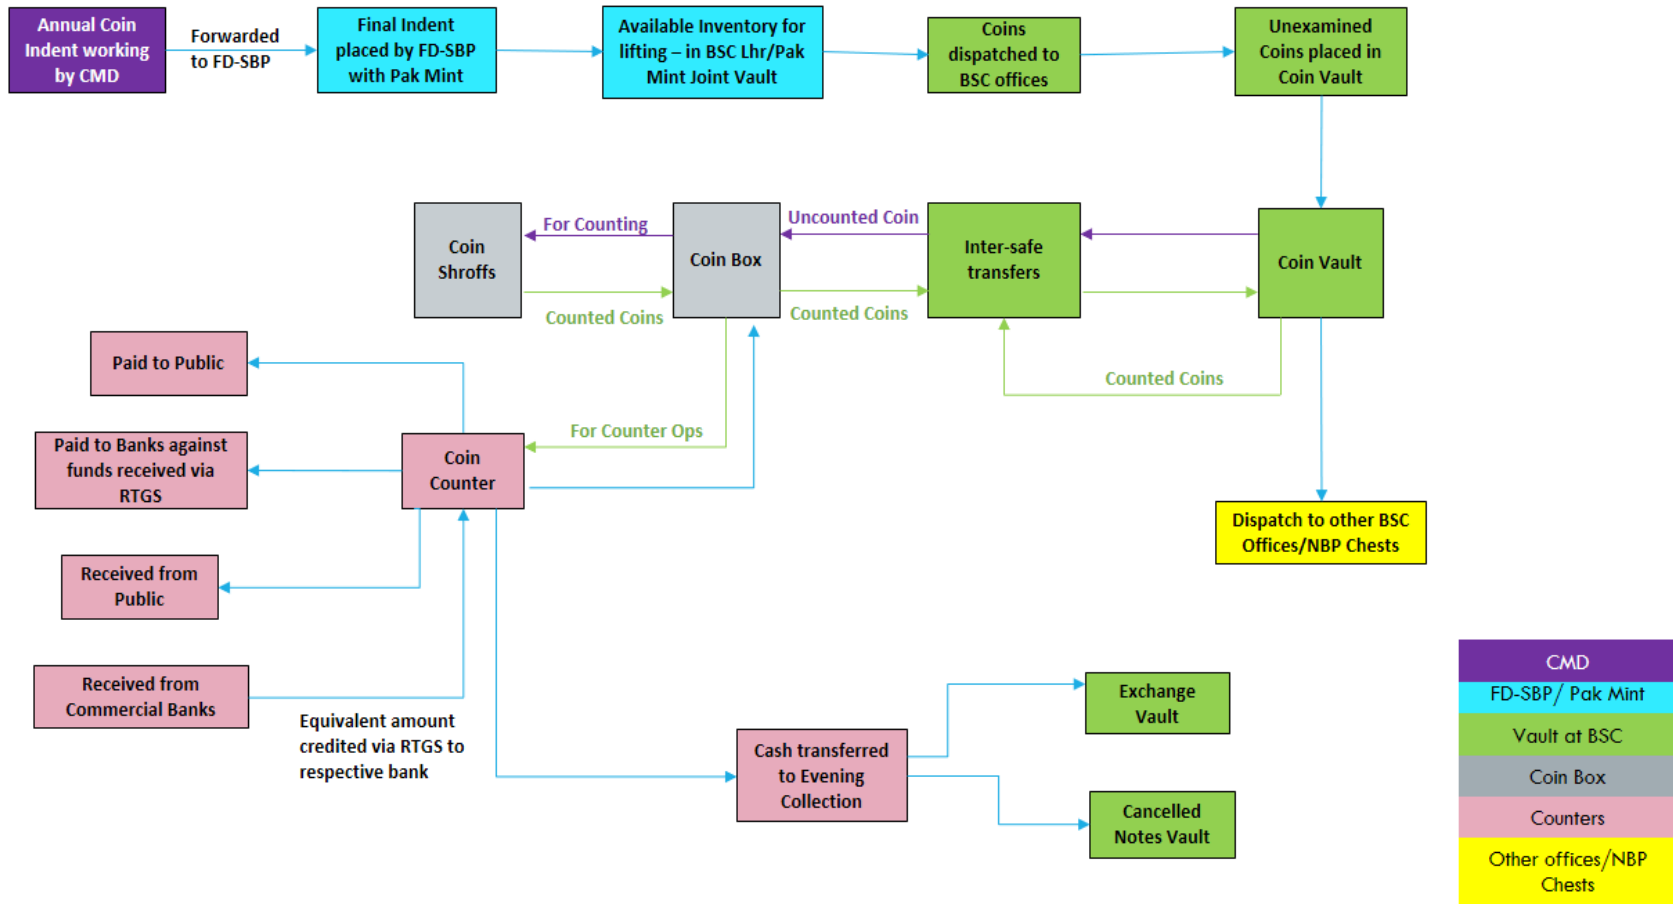 Annual Coin
Indent working
by CMD
Forwarded
to FD-SBP
Final Indent
placed by FD-SBP
with Pak Mint
Available Inventory for
lifting – in BSC Lhr/Pak
Mint Joint Vault
Coins
dispatched to
BSC offices
Unexamined
Coins placed in
Coin Vault
Coin
Shroffs
For Counting
Counted Coins
Coin Box
Uncounted Coin
Counted Coins
Inter-safe
transfers
Coin Vault
Counted Coins
Paid to Public
Paid to Banks against
funds received via
RTGS
Coin
Counter
For Counter Ops
Dispatch to other BSC
Offices/NBP Chests
Received from
Public
Received from
Commercial Banks
Equivalent amount
credited via RTGS to
respective bank
Cash transferred
to Evening
Collection
Exchange
Vault
Cancelled
Notes Vault
CMD
FD-SBP/ Pak Mint
Vault at BSC
Coin Box
Counters
Other offices/NBP
Chests